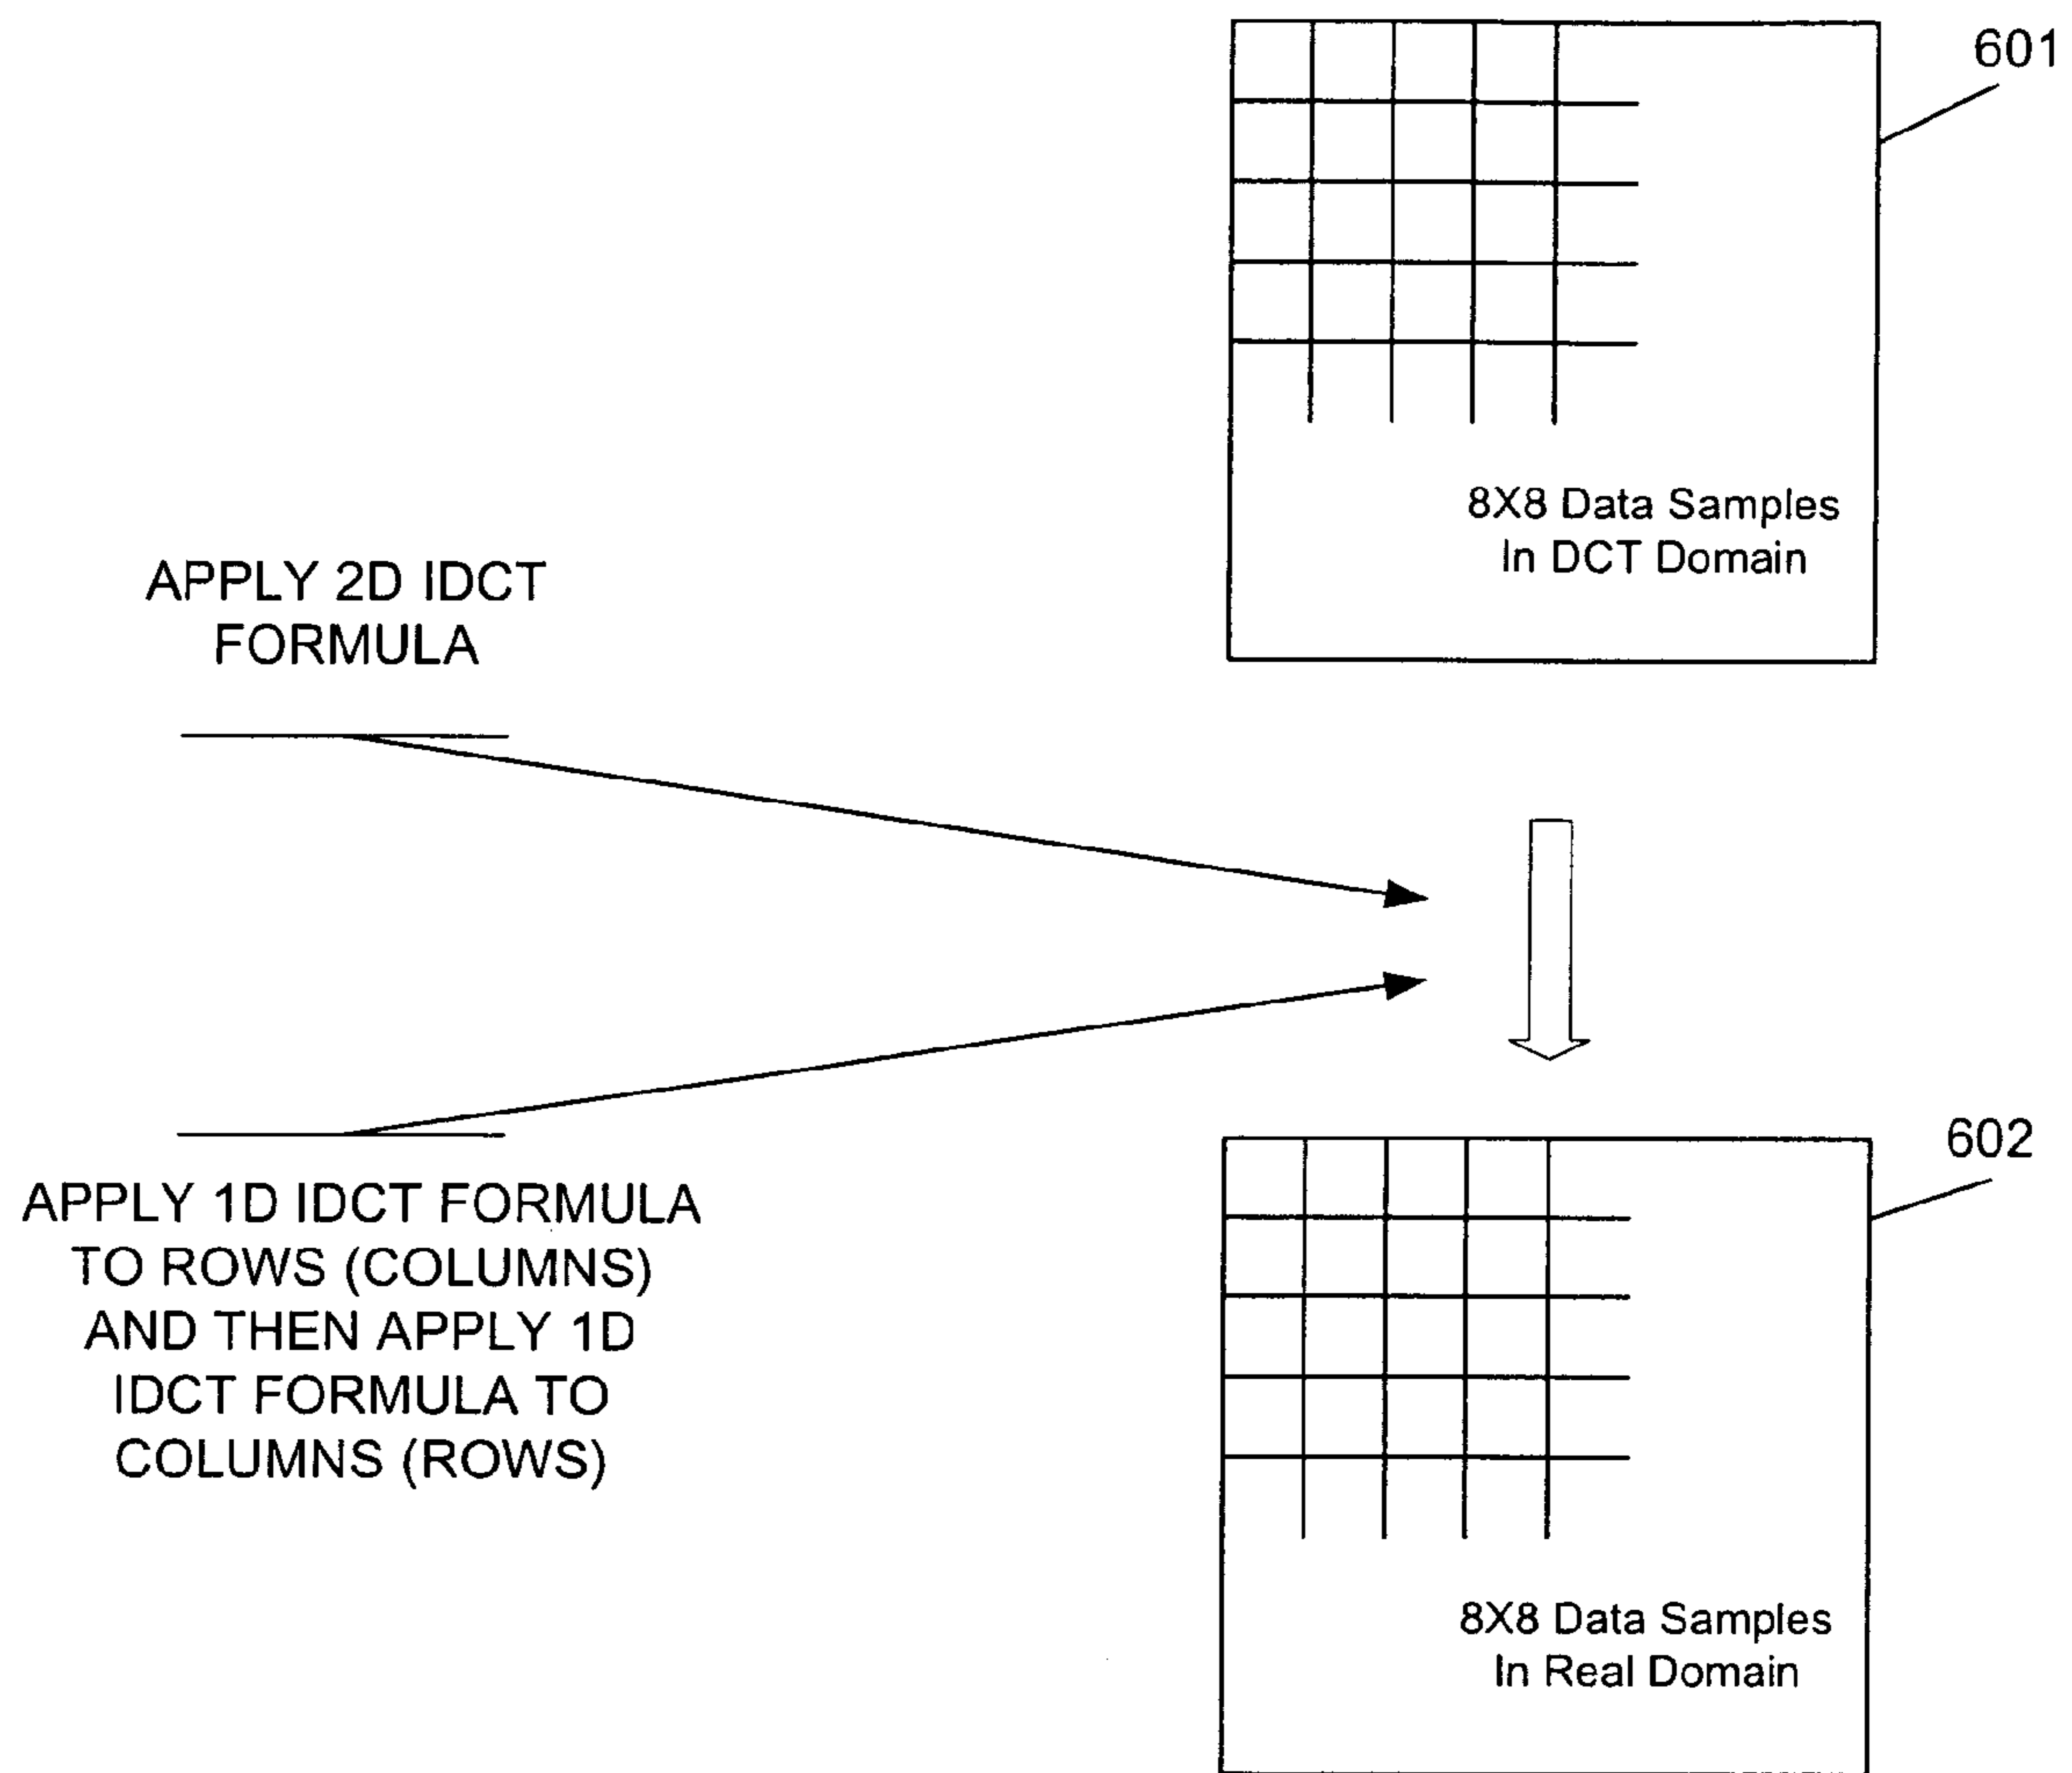 601
8X8 Data Samples
In DCT Domain
APPLY 2D IDCT
FORMULA
602
APPLY 1D IDCT FORMULA
TO ROWS (COLUMNS)
AND THEN APPLY 1D
IDCT FORMULA TO
COLUMNS (ROWS)
8X8 Data Samples
In Real Domain